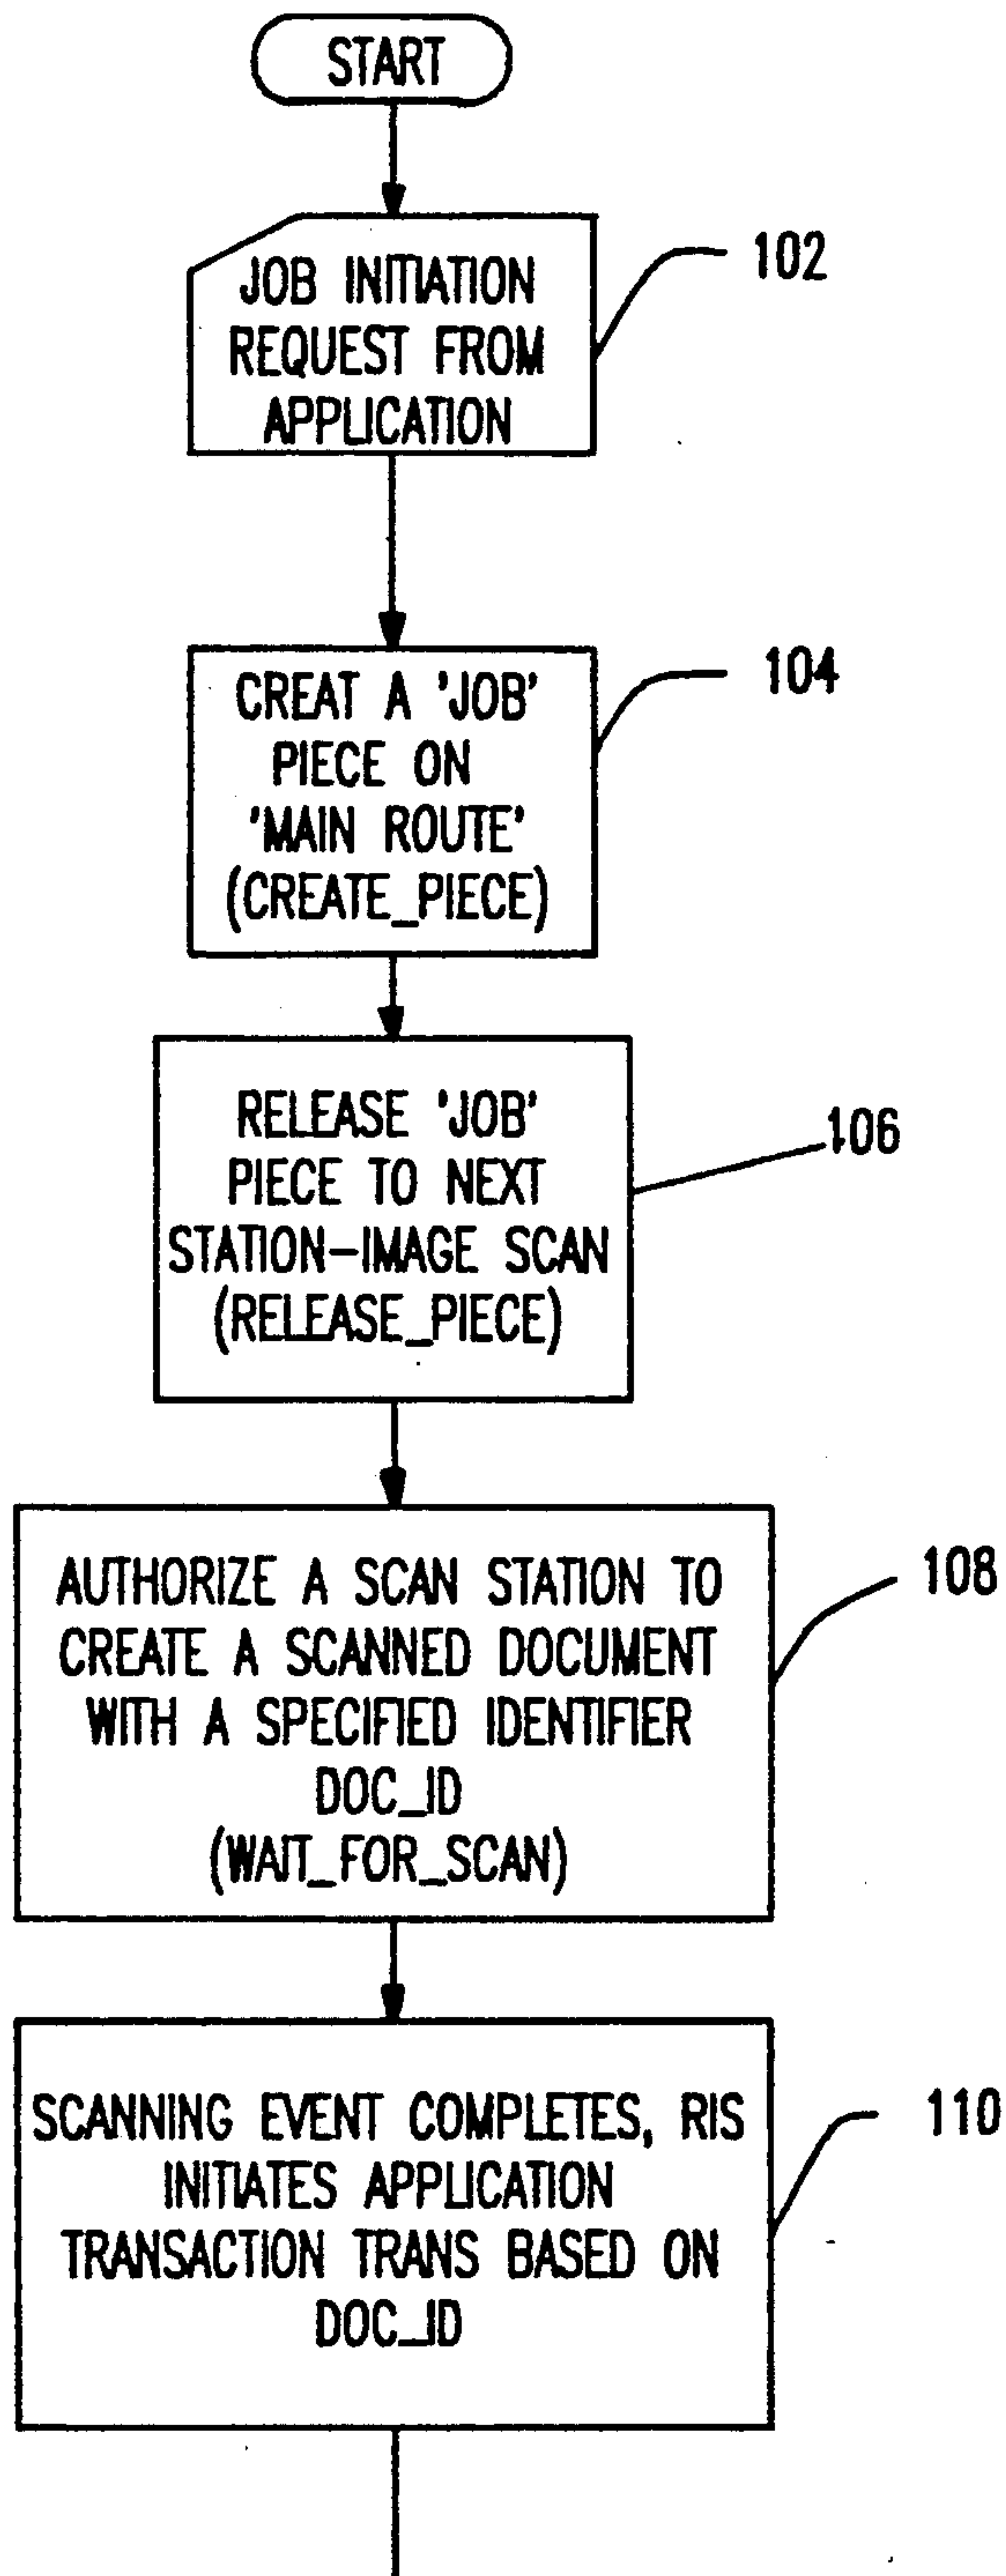 START
JOB INITIATION
REQUEST FROM
APPLICATION
102
CREAT A 'JOB'
PIECE ON
'MAIN ROUTE'
(CREATE_PIECE)
104
RELEASE 'JOB'
PIECE TO NEXT
STATION-IMAGE SCAN
(RELEASE_PIECE)
106
AUTHORIZE A SCAN STATION TO
CREATE A SCANNED DOCUMENT
WITH A SPECIFIED IDENTIFIER
DOC_ID
(WAIT_FOR_SCAN)
108
SCANNING EVENT COMPLETES, RIS
INITIATES APPLICATION
TRANSACTION TRANS BASED ON
DOC_ID
110